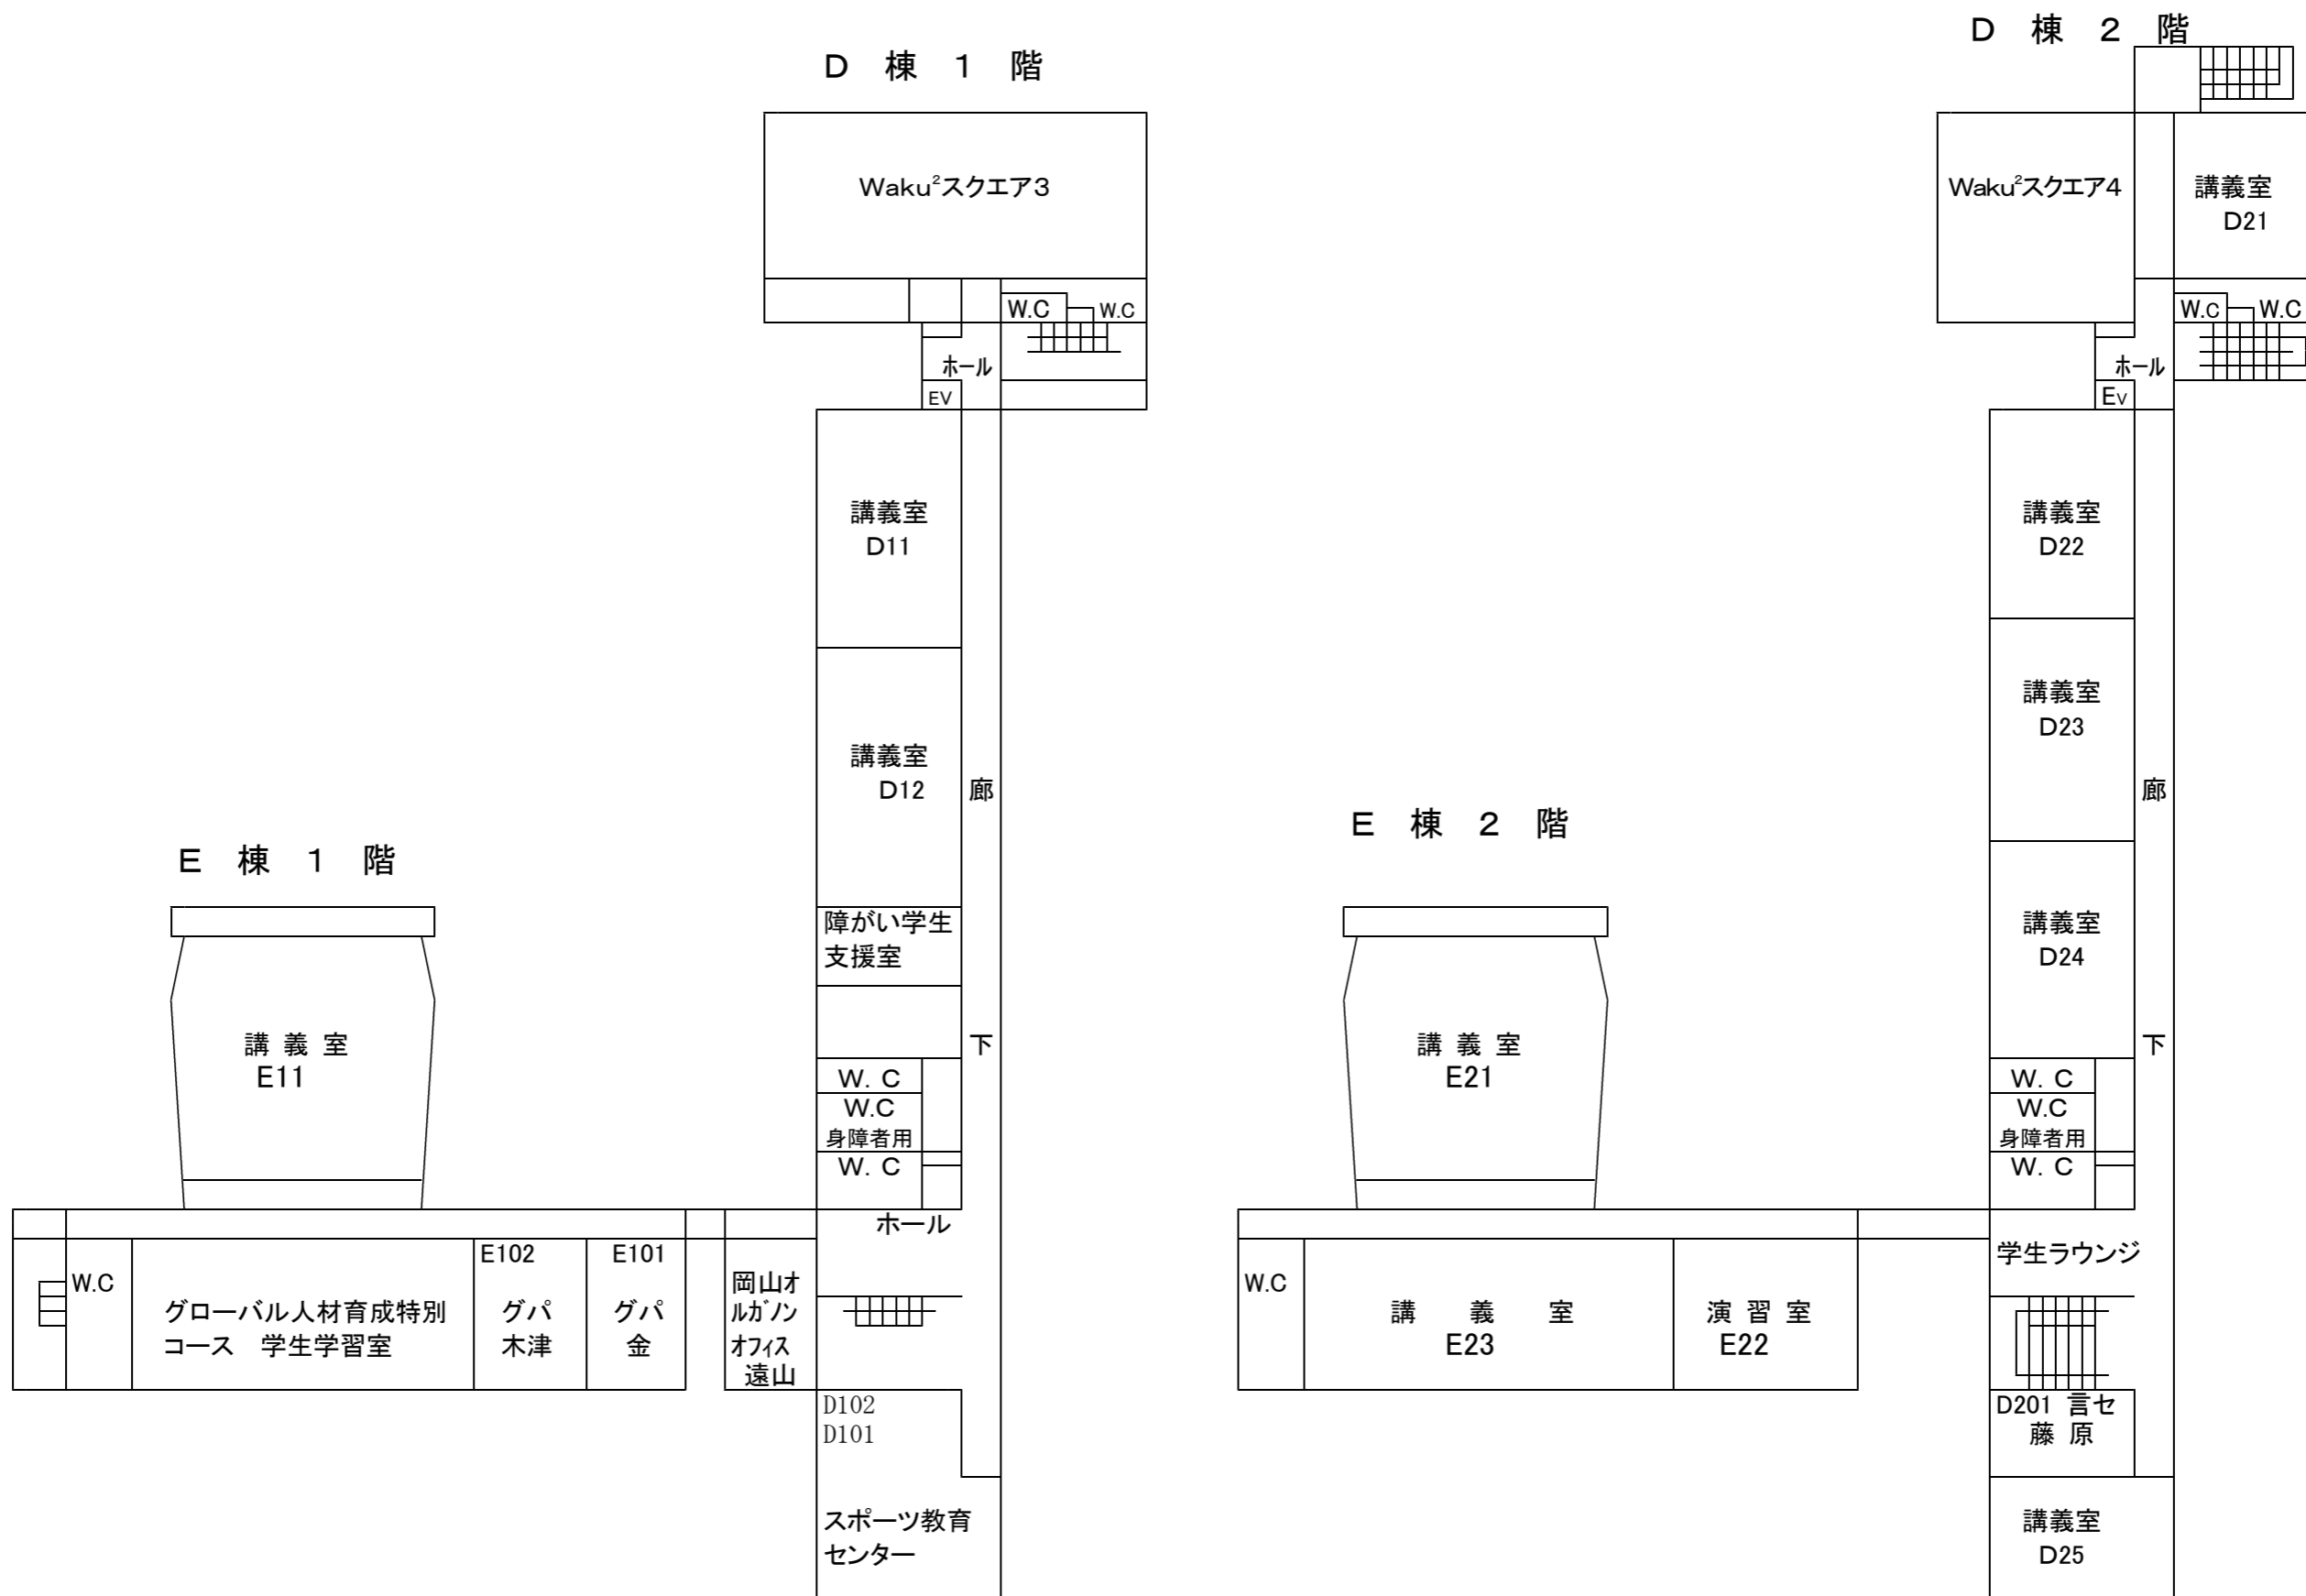 D 棟 1 階
Waku²スクエア3
W.C
W.C
ホール
EV
講義室
D11
講義室
D12
廊
下
障がい学生
支援室
W. C
W.C
身障者用
W. C
ホール
岡山オ
ルガノン
オフィス
遠山
D102
D101
スポーツ教育
センター
E 棟 1 階
講 義 室
E11
W.C
グローバル人材育成特別
コース 学生学習室
E102
グパ
木津
E101
グパ
金
D 棟 2 階
Waku²スクエア4
講義室
D21
W.C
W.C
ホール
EV
講義室
D22
講義室
D23
廊
下
講義室
D24
W. C
W.C
身障者用
W. C
学生ラウンジ
D201 言セ
藤 原
講義室
D25
E 棟 2 階
講 義 室
E21
W.C
講 義 室
E23
演 習 室
E22